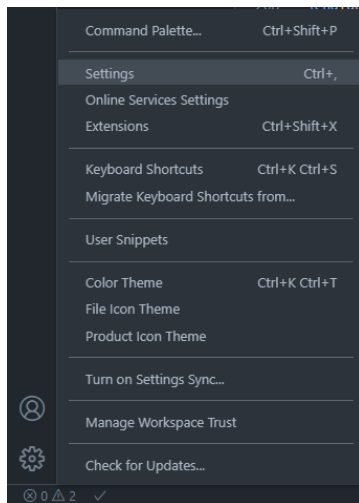 Command Palette... Ctrl+Shift+P
Settings Ctrl+,
Online Services Settings
Extensions Ctrl+Shift+X
Keyboard Shortcuts Ctrl+K Ctrl+S
Migrate Keyboard Shortcuts from...
User Snippets
Color Theme Ctrl+K Ctrl+T
File Icon Theme
Product Icon Theme
Turn on Settings Sync...
Manage Workspace Trust
Check for Updates...
0 2